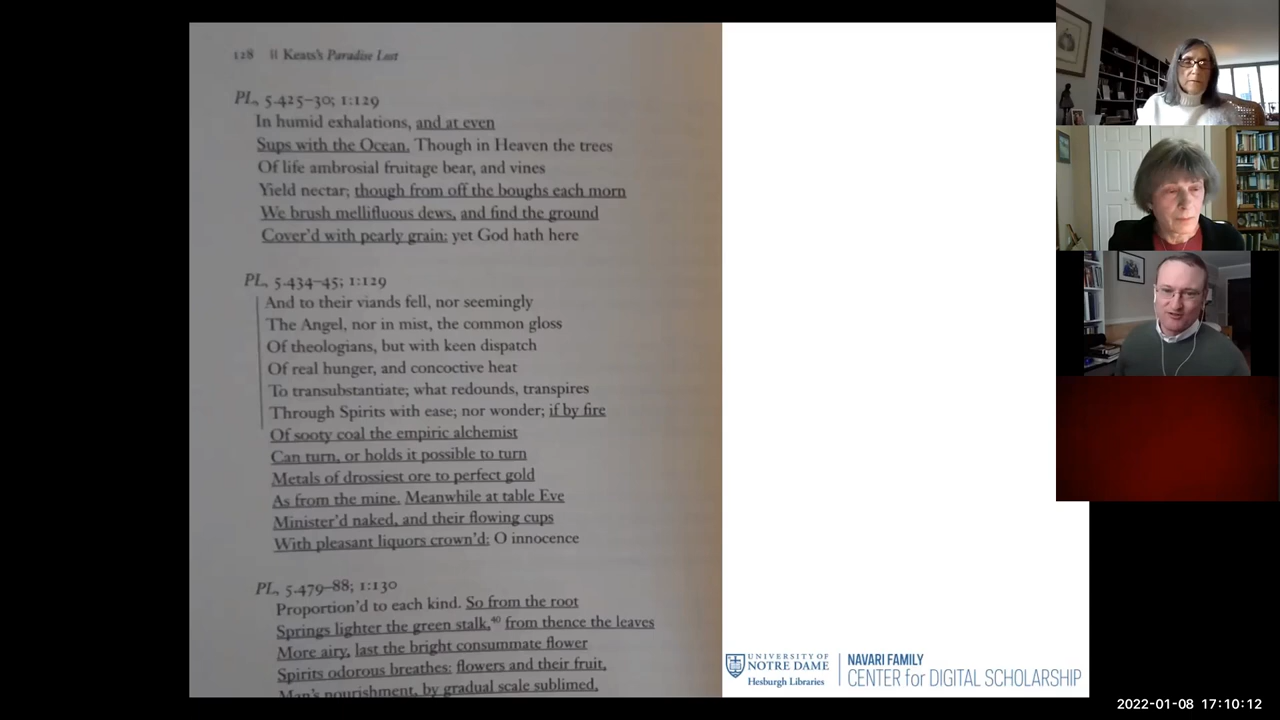 128 || Keats's Paradise Lost
PL, 5.425–30; 1:129
In humid exhalations, and at even
Sups with the Ocean. Though in Heaven the trees
Of life ambrosial fruitage bear, and vines
Yield nectar; though from off the boughs each morn
We brush mellifluous dews, and find the ground
Cover'd with pearly grain: yet God hath here
PL, 5.434–45; 1:129
And to their viands fell, nor seemingly
The Angel, nor in mist, the common gloss
Of theologians, but with keen dispatch
Of real hunger, and concoctive heat
To transubstantiate; what redounds, transpires
Through Spirits with ease; nor wonder; if by fire
Of sooty coal the empiric alchemist
Can turn, or holds it possible to turn
Metals of drossiest ore to perfect gold
As from the mine. Meanwhile at table Eve
Minister'd naked, and their flowing cups
With pleasant liquors crown'd: O innocence
PL, 5.479–88; 1:130
Proportion'd to each kind. So from the root
Springs lighter the green stalk,40 from thence the leaves
More airy, last the bright consummate flower
Spirits odorous breathes: flowers and their fruit,
Man's nourishment, by gradual scale sublimed,
UNIVERSITY OF
NOTRE DAME
Hesburgh Libraries
NAVARI FAMILY
CENTER for DIGITAL SCHOLARSHIP
2022-01-08 17:10:12